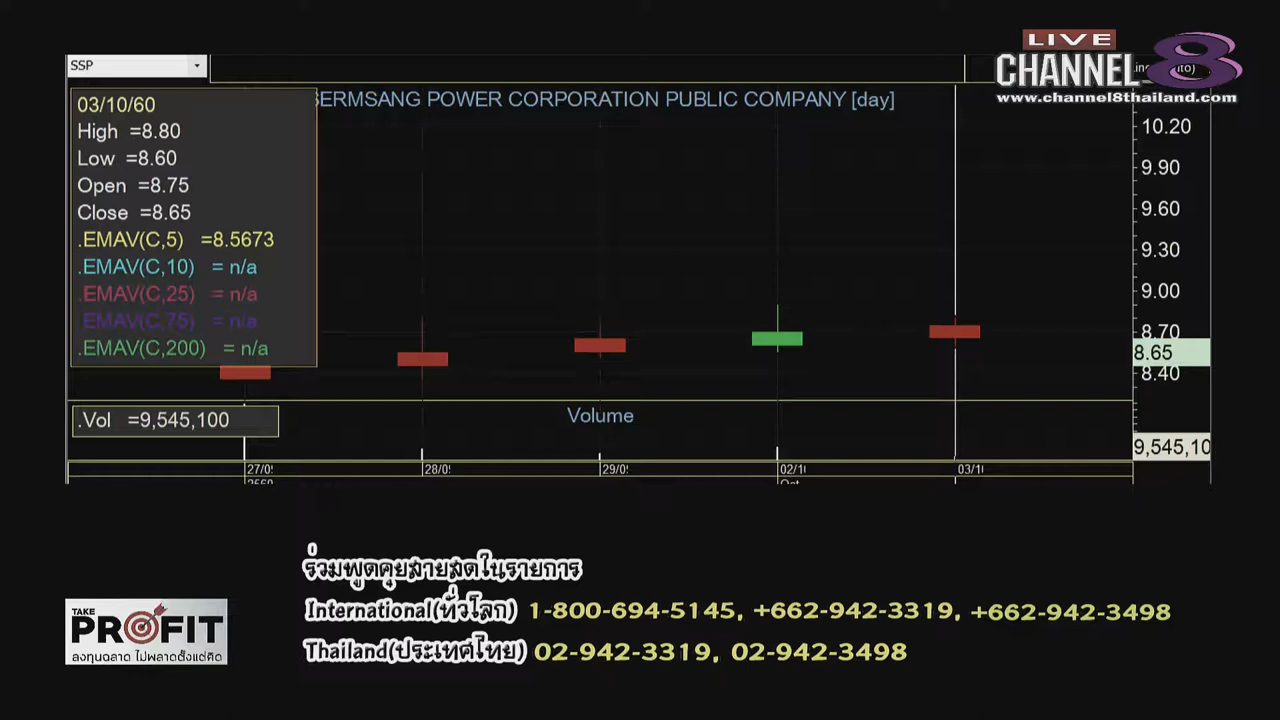 LIVE
CHANNEL 8
www.channel8thailand.com
SSP
SERMSANG POWER CORPORATION PUBLIC COMPANY [day]
03/10/60
High =8.80
Low =8.60
Open =8.75
Close =8.65
.EMAV(C,5) =8.5673
.EMAV(C,10) = n/a
.EMAV(C,25) = n/a
.EMAV(C,75) = n/a
.EMAV(C,200) = n/a
10.20
9.90
9.60
9.30
9.00
8.70
8.65
8.40
.Vol =9,545,100
Volume
9,545,10
27/09 28/09 29/09 02/10 03/10
2560 Oct
ร่วมพูดคุยสายสดในรายการ
International(ทั่วโลก) 1-800-694-5145, +662-942-3319, +662-942-3498
Thailand(ประเทศไทย) 02-942-3319, 02-942-3498
TAKE
PROFIT
ลงทุนฉลาด ไม่พลาดตั้งแต่คิด